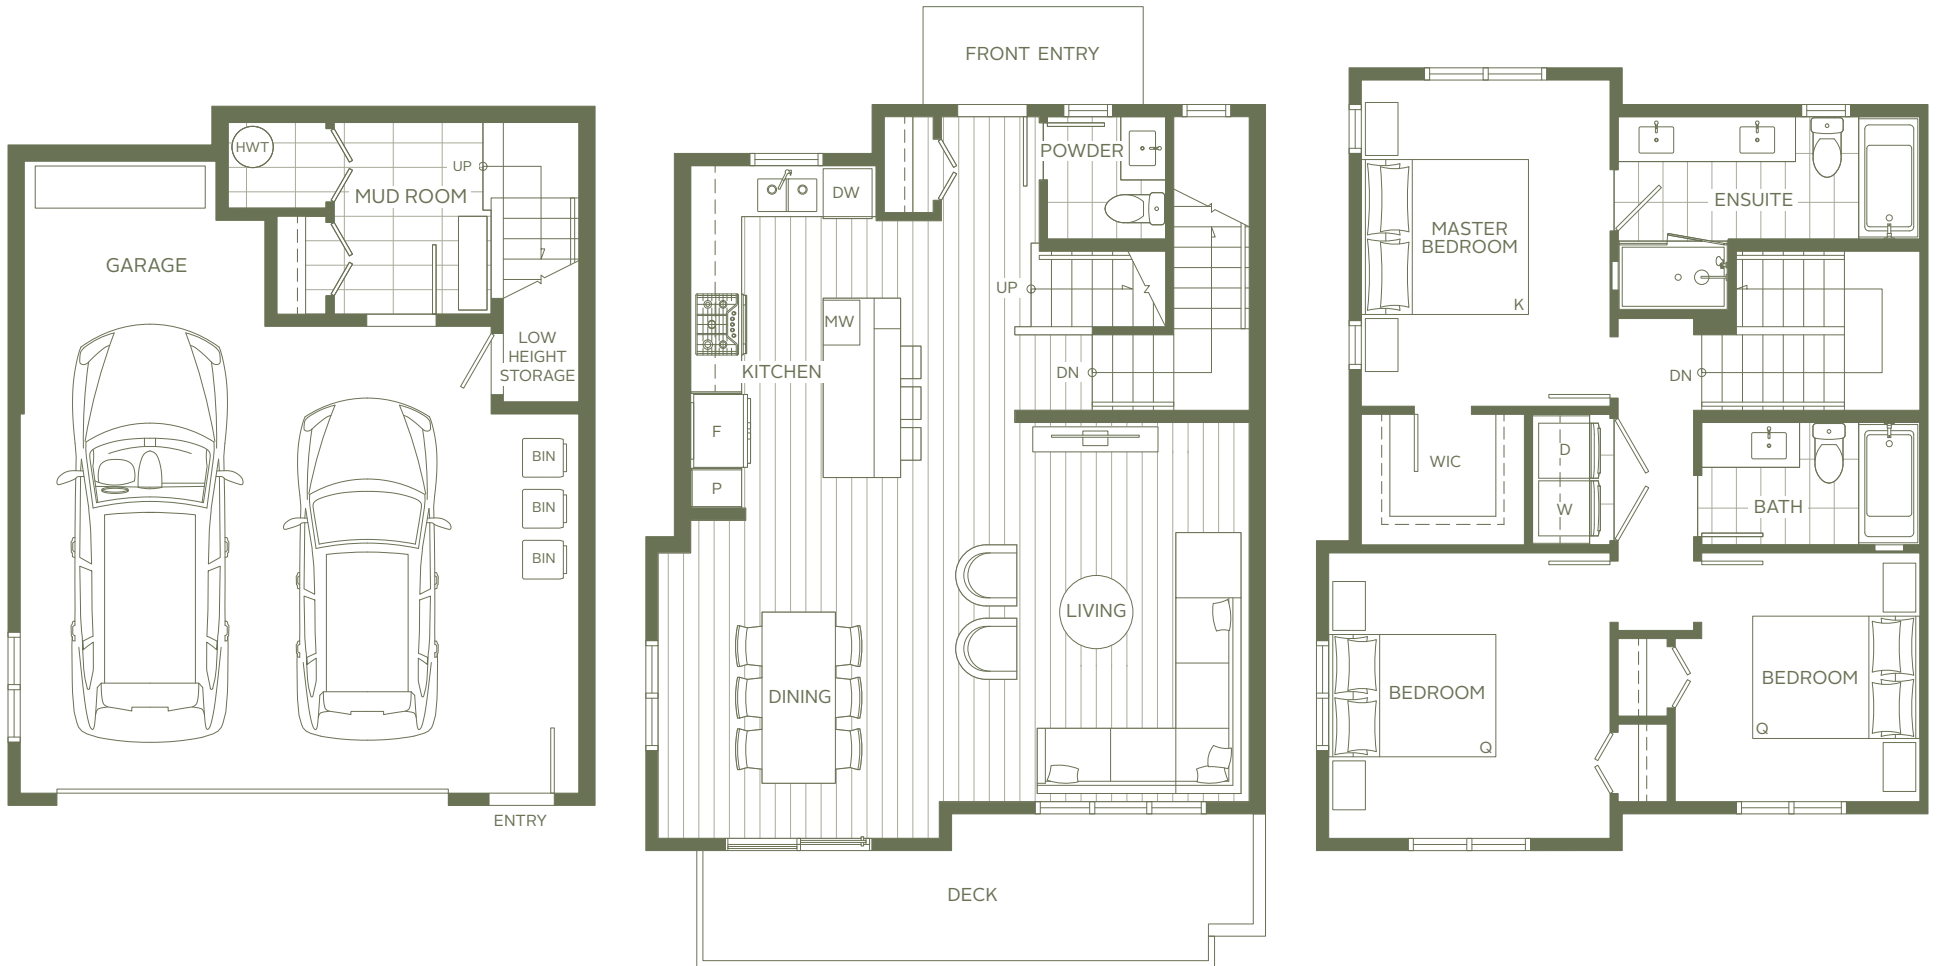 HWT
UP
MUD ROOM
GARAGE
LOW
HEIGHT
STORAGE
BIN
BIN
BIN
ENTRY
FRONT ENTRY
POWDER
DW
UP
MW
KITCHEN
DN
F
P
LIVING
DINING
DECK
ENSUITE
MASTER
BEDROOM
K
DN
WIC
D
W
BATH
BEDROOM
Q
BEDROOM
Q